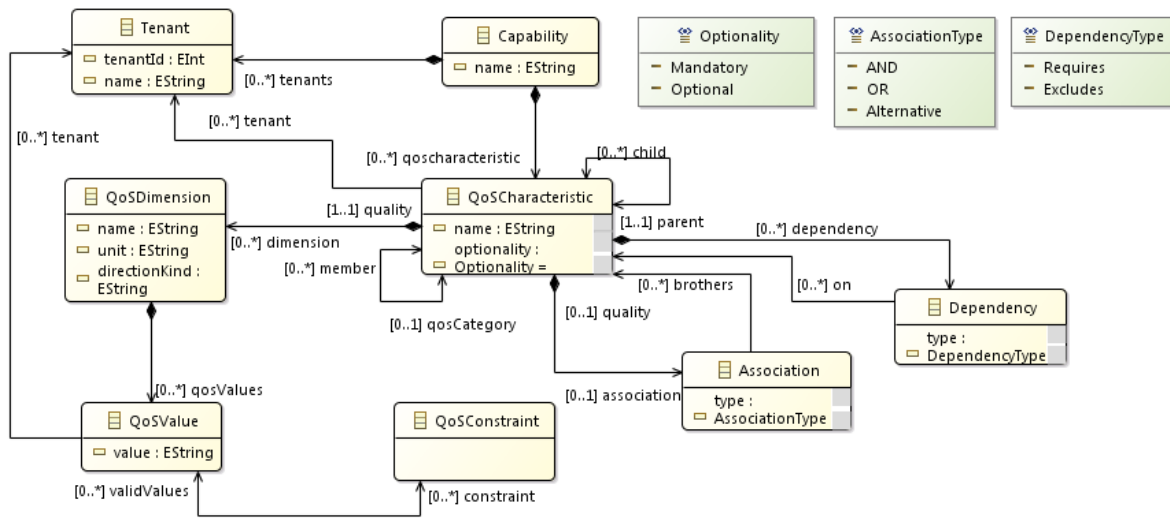 Tenant
tenantId : EInt
name : EString
Capability
name : EString
Optionality
Mandatory
Optional
AssociationType
AND
OR
Alternative
DependencyType
Requires
Excludes
[0..*] tenants
[0..*] tenant
[0..*] tenant
[0..*] qoscharacteristic
[0..*] child
QoSDimension
name : EString
unit : EString
directionKind :
EString
[1..1] quality
[0..*] dimension
QoSCharacteristic
name : EString
optionality :
Optionality =
[1..1] parent
[0..*] dependency
[0..*] member
[0..1] qosCategory
[0..*] brothers
[0..*] on
[0..1] quality
Dependency
type :
DependencyType
Association
type :
AssociationType
[0..1] association
[0..*] qosValues
QoSValue
value : EString
QoSConstraint
[0..*] validValues
[0..*] constraint